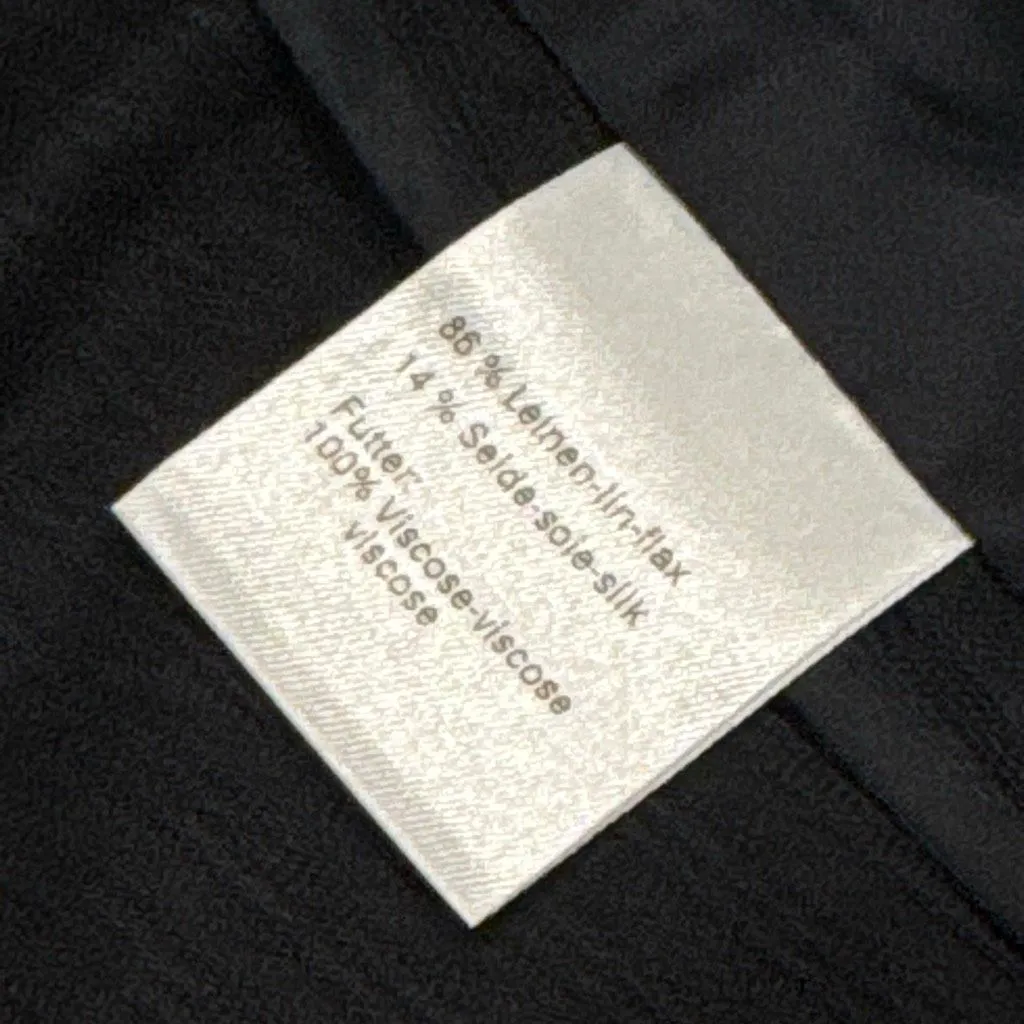 86 % Leinen-lin-flax
14 % Seide-soie-silk
Futter:
100% Viscose-viscose
viscose